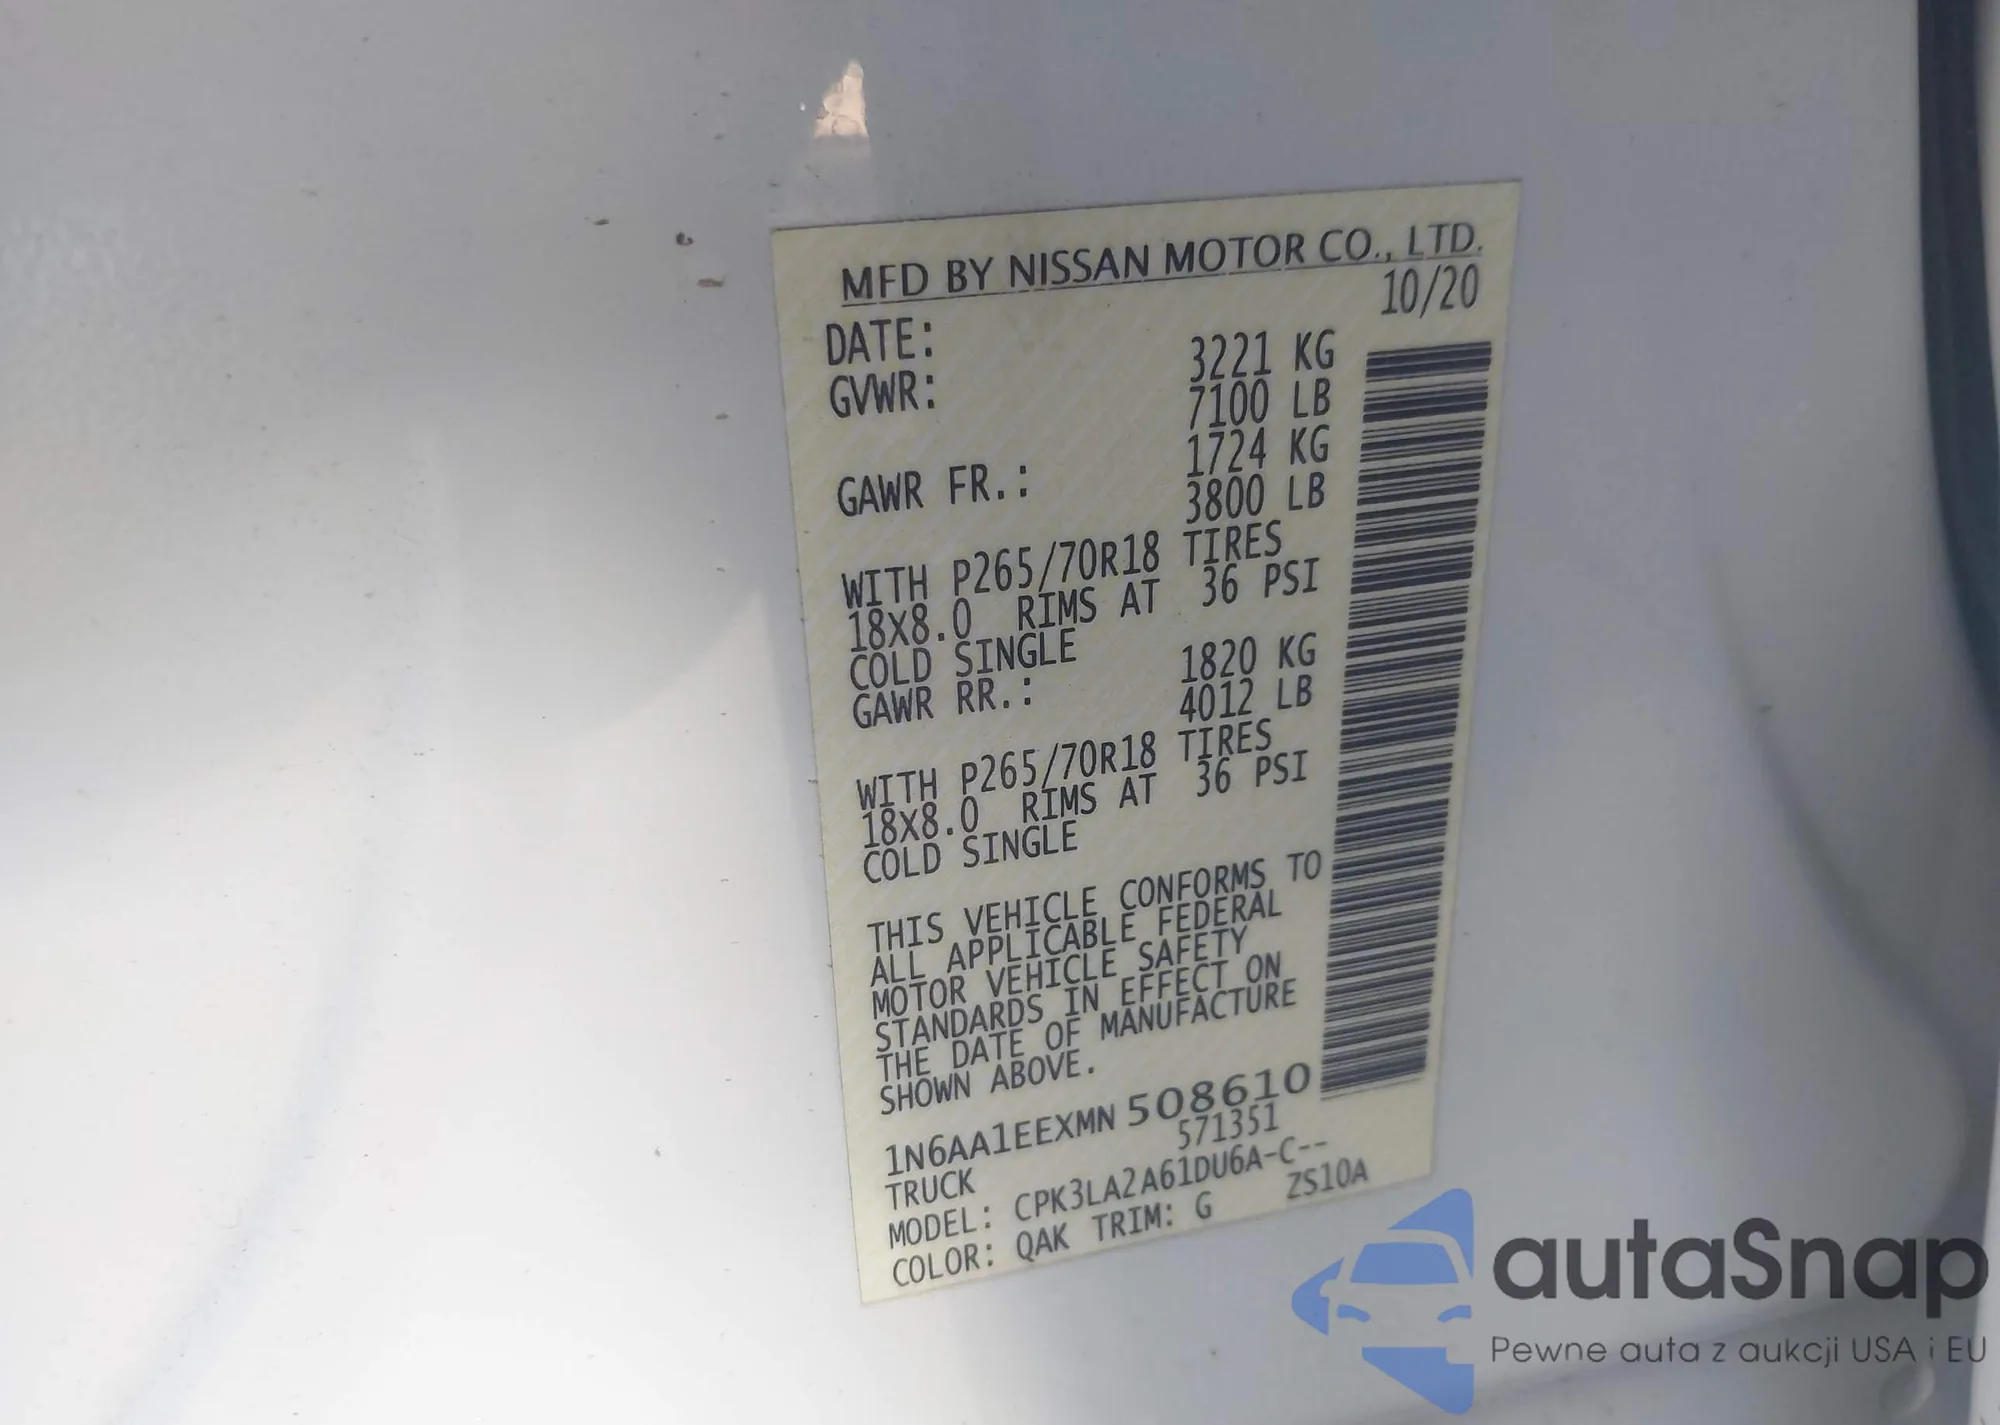 MFD BY NISSAN MOTOR CO., LTD.
DATE: 10/20
GVWR: 3221 KG
7100 LB
GAWR FR.: 1724 KG
3800 LB
WITH P265/70R18 TIRES
18X8.0 RIMS AT 36 PSI
COLD SINGLE
GAWR RR.: 1820 KG
4012 LB
WITH P265/70R18 TIRES
18X8.0 RIMS AT 36 PSI
COLD SINGLE
THIS VEHICLE CONFORMS TO
ALL APPLICABLE FEDERAL
MOTOR VEHICLE SAFETY
STANDARDS IN EFFECT ON
THE DATE OF MANUFACTURE
SHOWN ABOVE.
1N6AA1EEXMN 508610
TRUCK 571351
MODEL: CPK3LA2A61DU6A-C--
COLOR: QAK TRIM: G ZS10A
autaSnap
Pewne auta z aukcji USA i EU